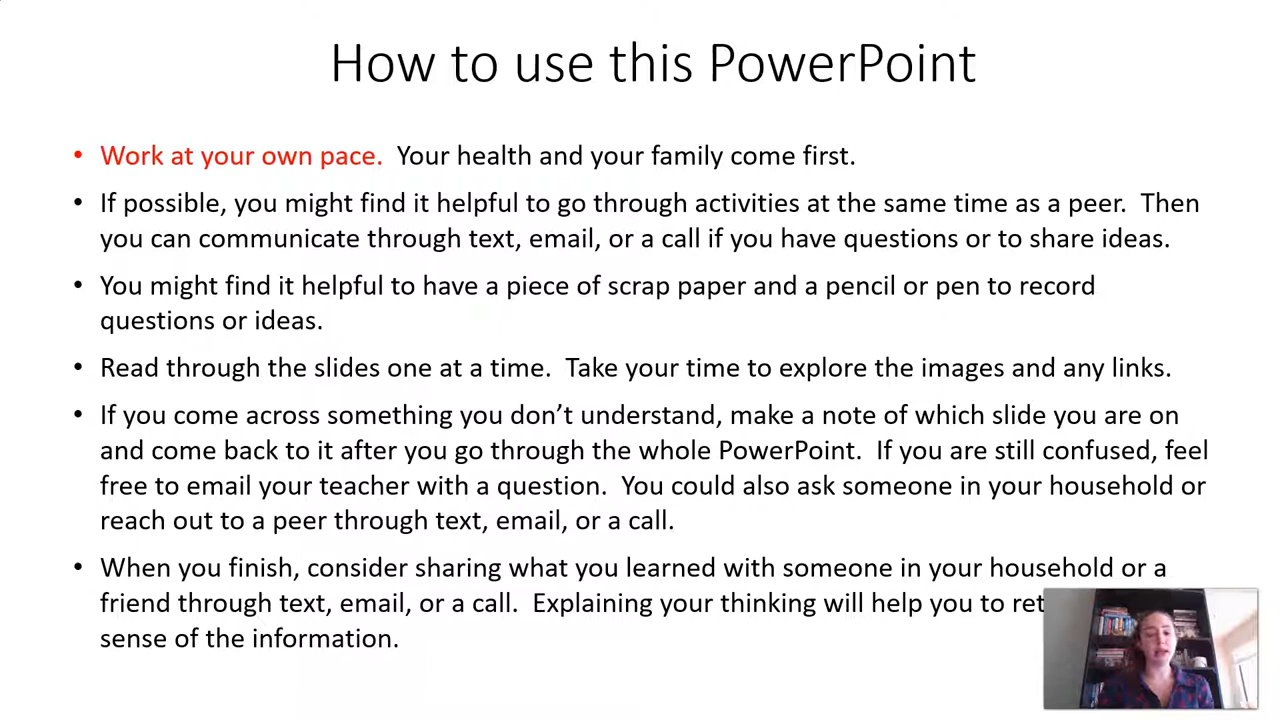 How to use this PowerPoint
• Work at your own pace. Your health and your family come first.
• If possible, you might find it helpful to go through activities at the same time as a peer. Then
you can communicate through text, email, or a call if you have questions or to share ideas.
• You might find it helpful to have a piece of scrap paper and a pencil or pen to record
questions or ideas.
• Read through the slides one at a time. Take your time to explore the images and any links.
• If you come across something you don’t understand, make a note of which slide you are on
and come back to it after you go through the whole PowerPoint. If you are still confused, feel
free to email your teacher with a question. You could also ask someone in your household or
reach out to a peer through text, email, or a call.
• When you finish, consider sharing what you learned with someone in your household or a
friend through text, email, or a call. Explaining your thinking will help you to
sense of the information.